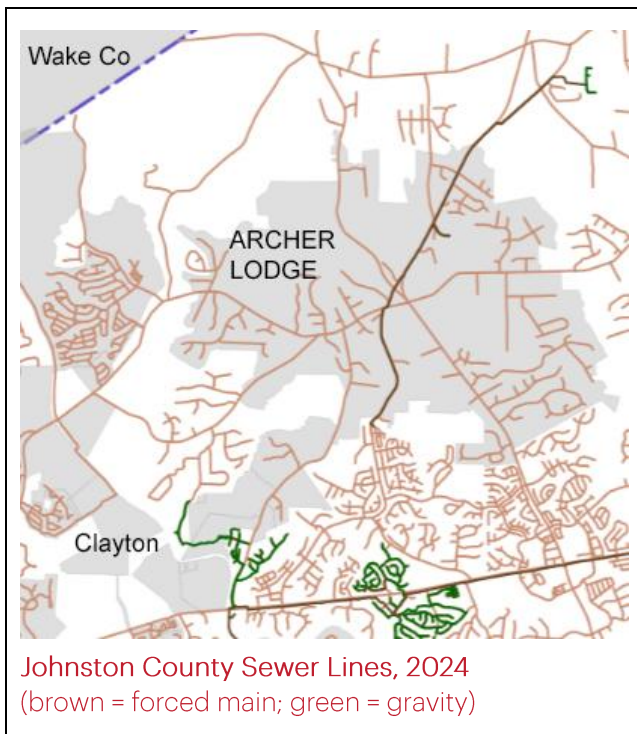 Wake Co
ARCHER
LODGE
Clayton
Johnston County Sewer Lines, 2024
(brown = forced main; green = gravity)